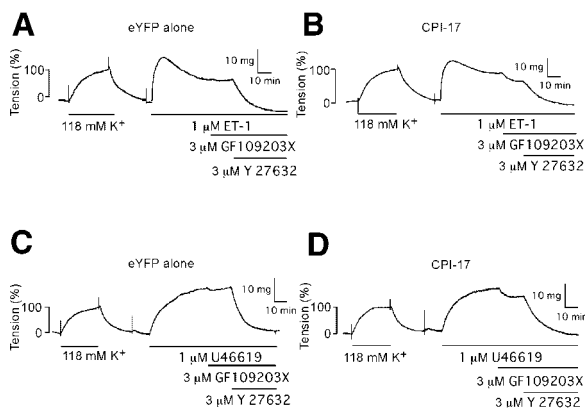 A
eYFP alone
Tension (%)
100
0
10 mg
10 min
118 mM K+
1 μM ET-1
3 μM GF109203X
3 μM Y 27632
B
CPI-17
Tension (%)
100
0
10 mg
10 min
118 mM K+
1 μM ET-1
3 μM GF109203X
3 μM Y 27632
C
eYFP alone
Tension (%)
100
0
10 mg
10 min
118 mM K+
1 μM U46619
3 μM GF109203X
3 μM Y 27632
D
CPI-17
Tension (%)
100
0
10 mg
10 min
118 mM K+
1 μM U46619
3 μM GF109203X
3 μM Y 27632